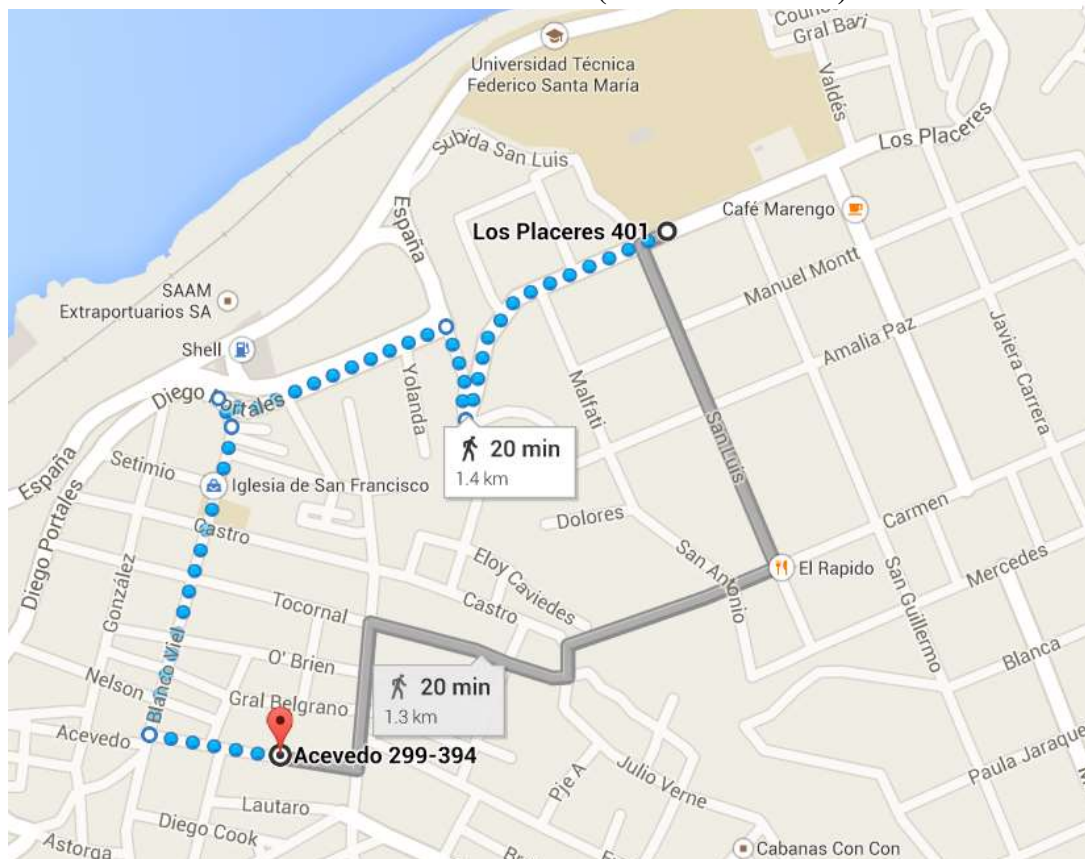 Gral Bari
Universidad Técnica
Federico Santa María
Valdés
Los Placeres
Subida San Luis
España
Café Marengo
Los Placeres 401
Manuel Montt
SAAM
Extraportuarios SA
Javiera Carrera
Amalia Paz
Shell
Diego Portales
Yolanda
Malfati
San Luis
20 min
1.4 km
España
Setimio
Iglesia de San Francisco
Carmen
Dolores
Diego Portales
Castro
San Antonio
Mercedes
El Rapido
Eloy Caviedes
González
Tocornal
Castro
San Guillermo
O' Brien
Blanca
Nelson
Blanco Viel
Gral Belgrano
20 min
1.3 km
Acevedo
Acevedo 299-394
Paula Jaraque
Julio Verne
Pje A
Lautaro
Diego Cook
Astorga
Cabanas Con Con